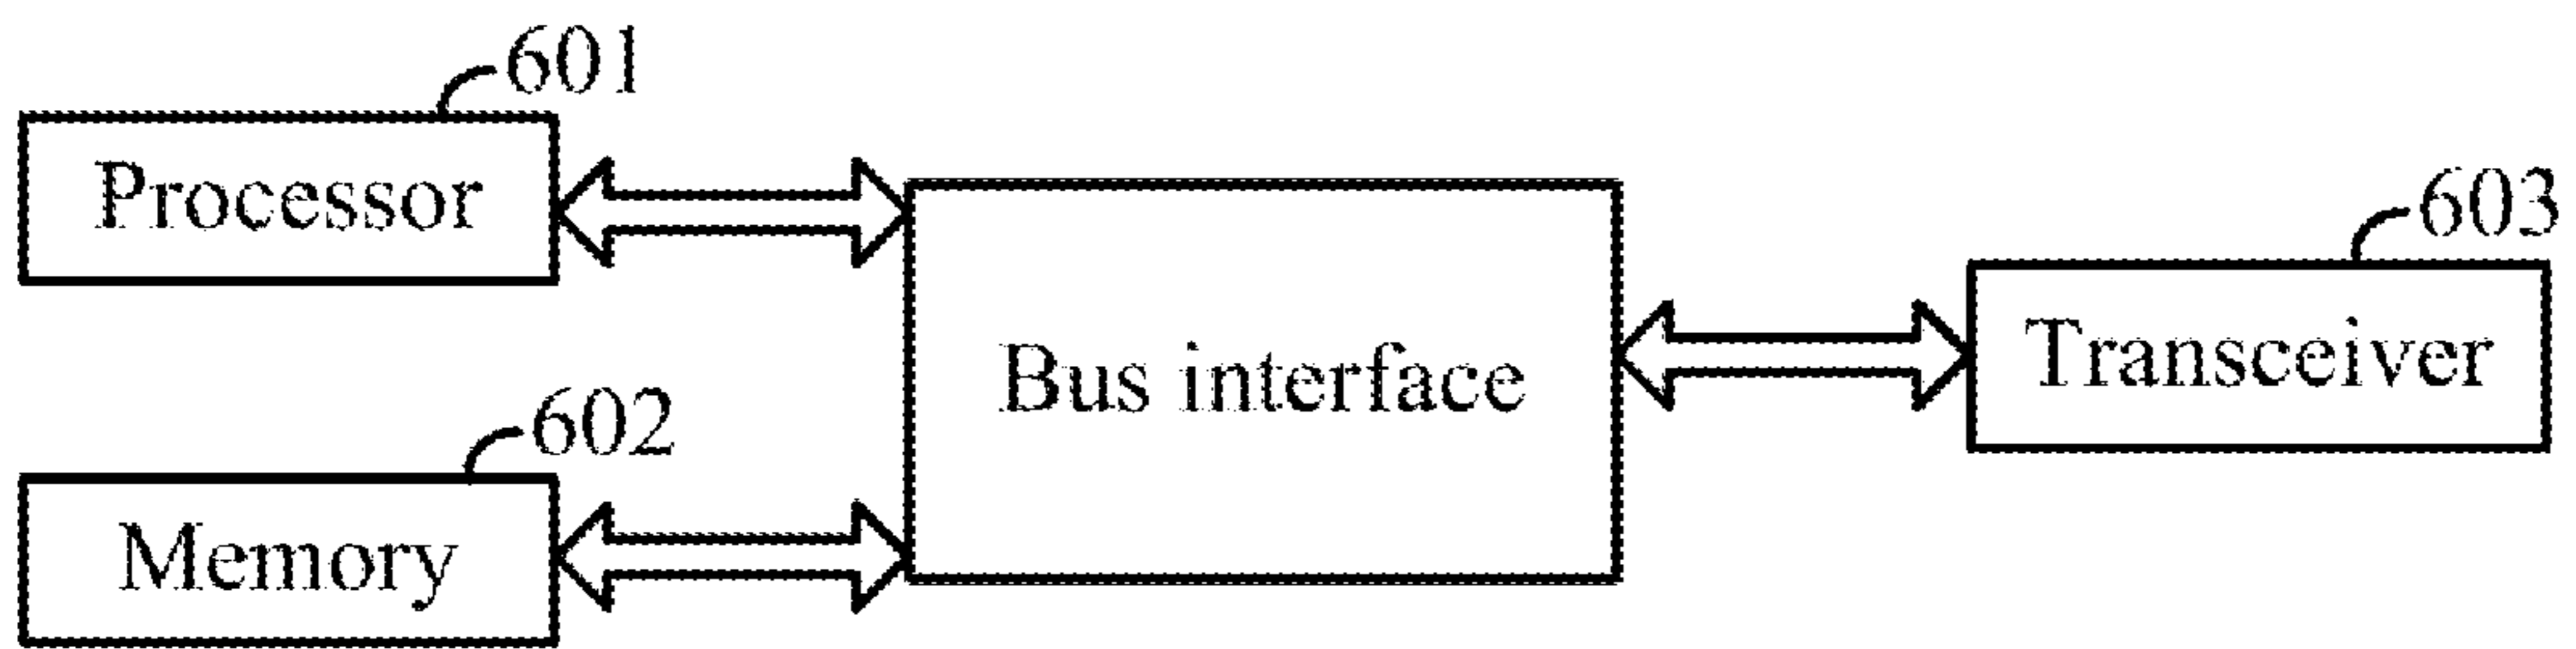 601
Processor
603
Transceiver
Bus interface
602
Memory